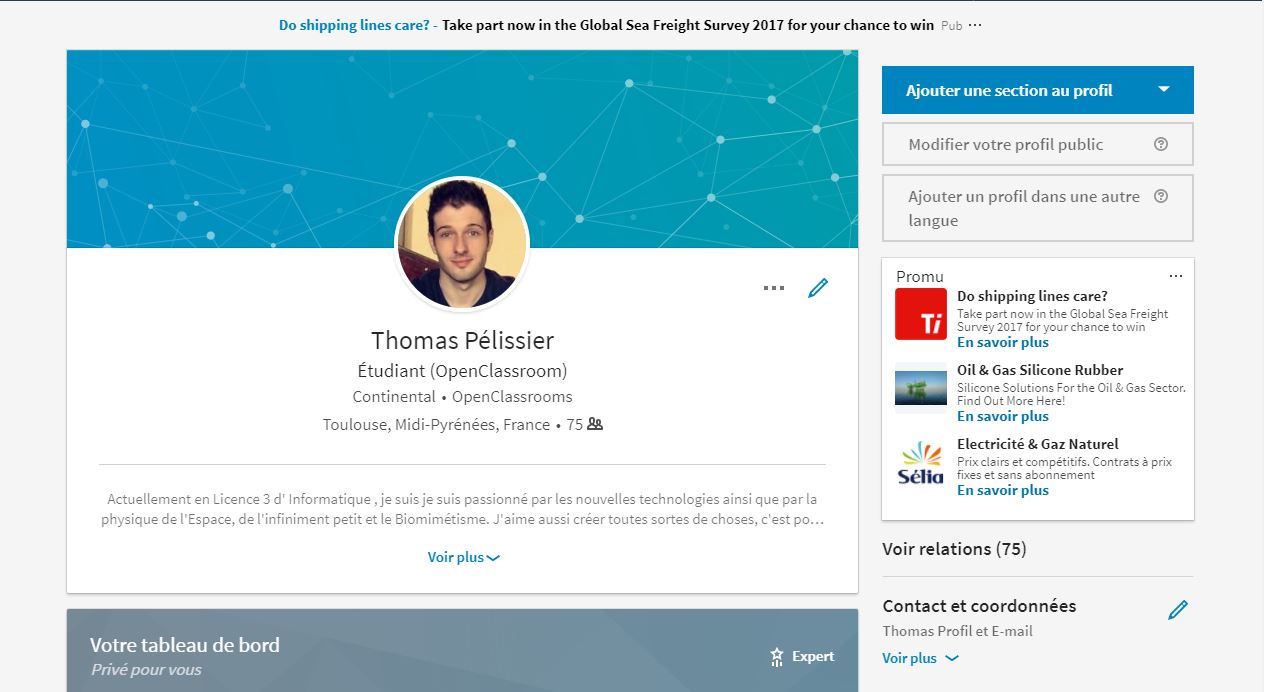 Do shipping lines care? - Take part now in the Global Sea Freight Survey 2017 for your chance to win Pub ···
Thomas Pélissier
Étudiant (OpenClassroom)
Continental • OpenClassrooms
Toulouse, Midi-Pyrénées, France • 75
Actuellement en Licence 3 d' Informatique , je suis je suis passionné par les nouvelles technologies ainsi que par la
physique de l'Espace, de l'infiniment petit et le Biomimétisme. J'aime aussi créer toutes sortes de choses, c'est po…
Voir plus
Votre tableau de bord
Privé pour vous
Expert
Ajouter une section au profil
Modifier votre profil public ?
Ajouter un profil dans une autre ?
langue
Promu ···
Ti
Do shipping lines care?
Take part now in the Global Sea Freight
Survey 2017 for your chance to win
En savoir plus
Oil & Gas Silicone Rubber
Silicone Solutions For the Oil & Gas Sector.
Find Out More Here!
En savoir plus
Sélia
Electricité & Gaz Naturel
Prix clairs et compétitifs. Contrats à prix
fixes et sans abonnement
En savoir plus
Voir relations (75)
Contact et coordonnées
Thomas Profil et E-mail
Voir plus